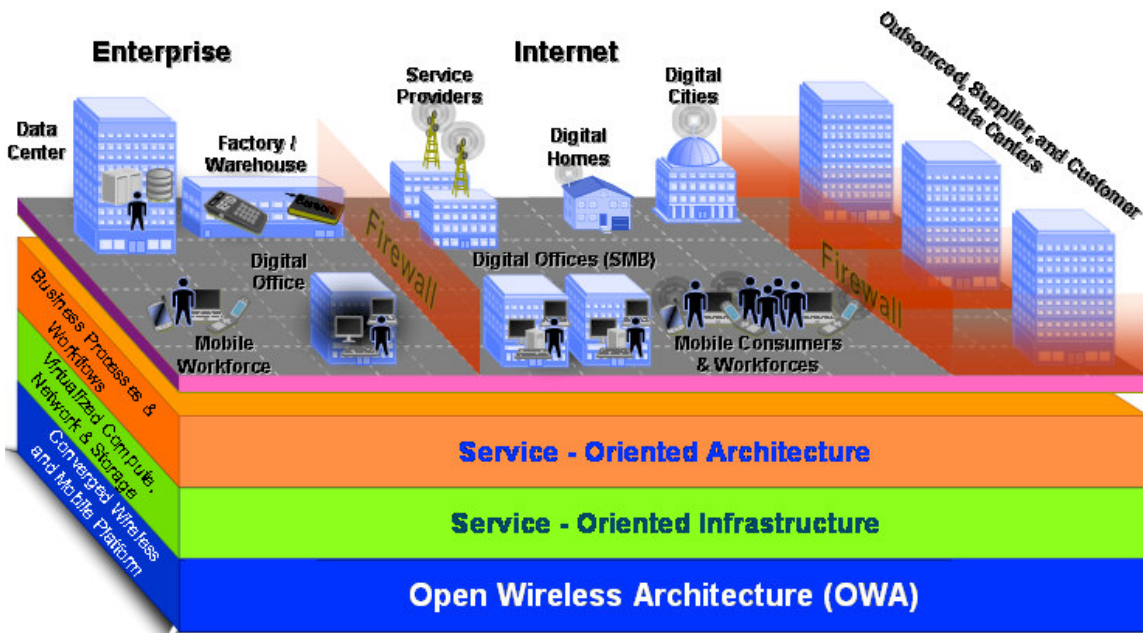 Enterprise
Internet
Outsourced, Supplier, and Customer
Data Centers
Data
Center
Factory /
Warehouse
Sensors
Service
Providers
Digital
Homes
Digital
Cities
Firewall
Firewall
Digital
Office
Digital Offices (SMB)
Mobile
Workforce
Mobile Consumers
& Workforces
Business Processes &
Workflows
Virtualized Compute,
Network & Storage
Converged Wireless
and Mobile Platform
Service - Oriented Architecture
Service - Oriented Infrastructure
Open Wireless Architecture (OWA)